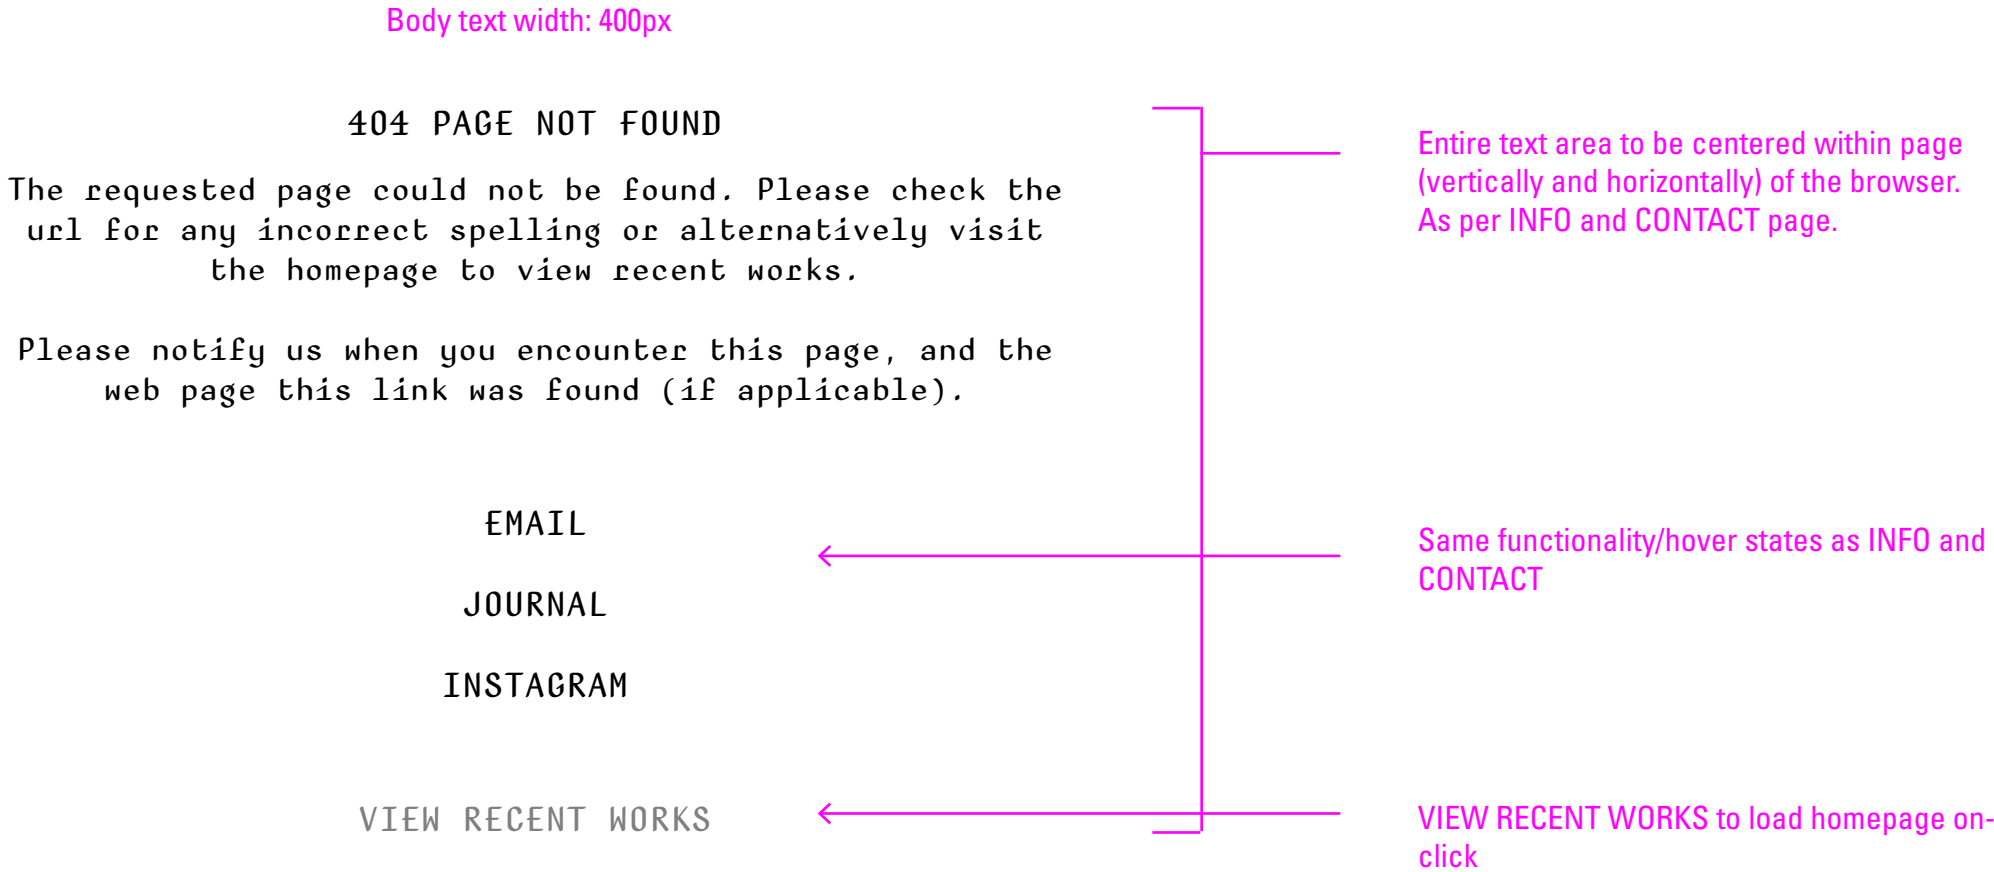 Body text width: 400px
404 PAGE NOT FOUND
The requested page could not be found. Please check the
url for any incorrect spelling or alternatively visit
the homepage to view recent works.
Please notify us when you encounter this page, and the
web page this link was found (if applicable).
EMAIL
JOURNAL
INSTAGRAM
VIEW RECENT WORKS
Entire text area to be centered within page
(vertically and horizontally) of the browser.
As per INFO and CONTACT page.
Same functionality/hover states as INFO and
CONTACT
VIEW RECENT WORKS to load homepage on-
click